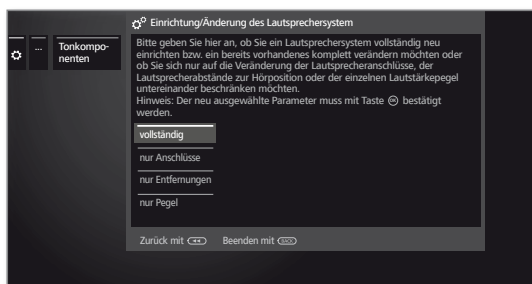 Einrichtung/Änderung des Lautsprechersystem
...
Tonkompo-
nenten
Bitte geben Sie hier an, ob Sie ein Lautsprechersystem vollständig neu
einrichten bzw. ein bereits vorhandenes komplett verändern möchten oder
ob Sie sich nur auf die Veränderung der Lautsprecheranschlüsse, der
Lautsprecherabstände zur Hörposition oder der einzelnen Lautstärkepegel
untereinander beschränken möchten.
Hinweis: Der neu ausgewählte Parameter muss mit Taste OK bestätigt
werden.
vollständig
nur Anschlüsse
nur Entfernungen
nur Pegel
Zurück mit Beenden mit BACK